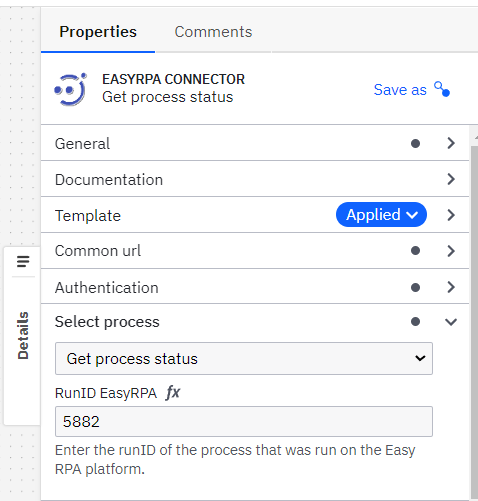 Properties
Comments
EASYRPA CONNECTOR
Get process status
Save as
General
Documentation
Template
Applied
Common url
Authentication
Select process
Get process status
RunID EasyRPA fx
5882
Enter the runID of the process that was run on the Easy
RPA platform.
Details